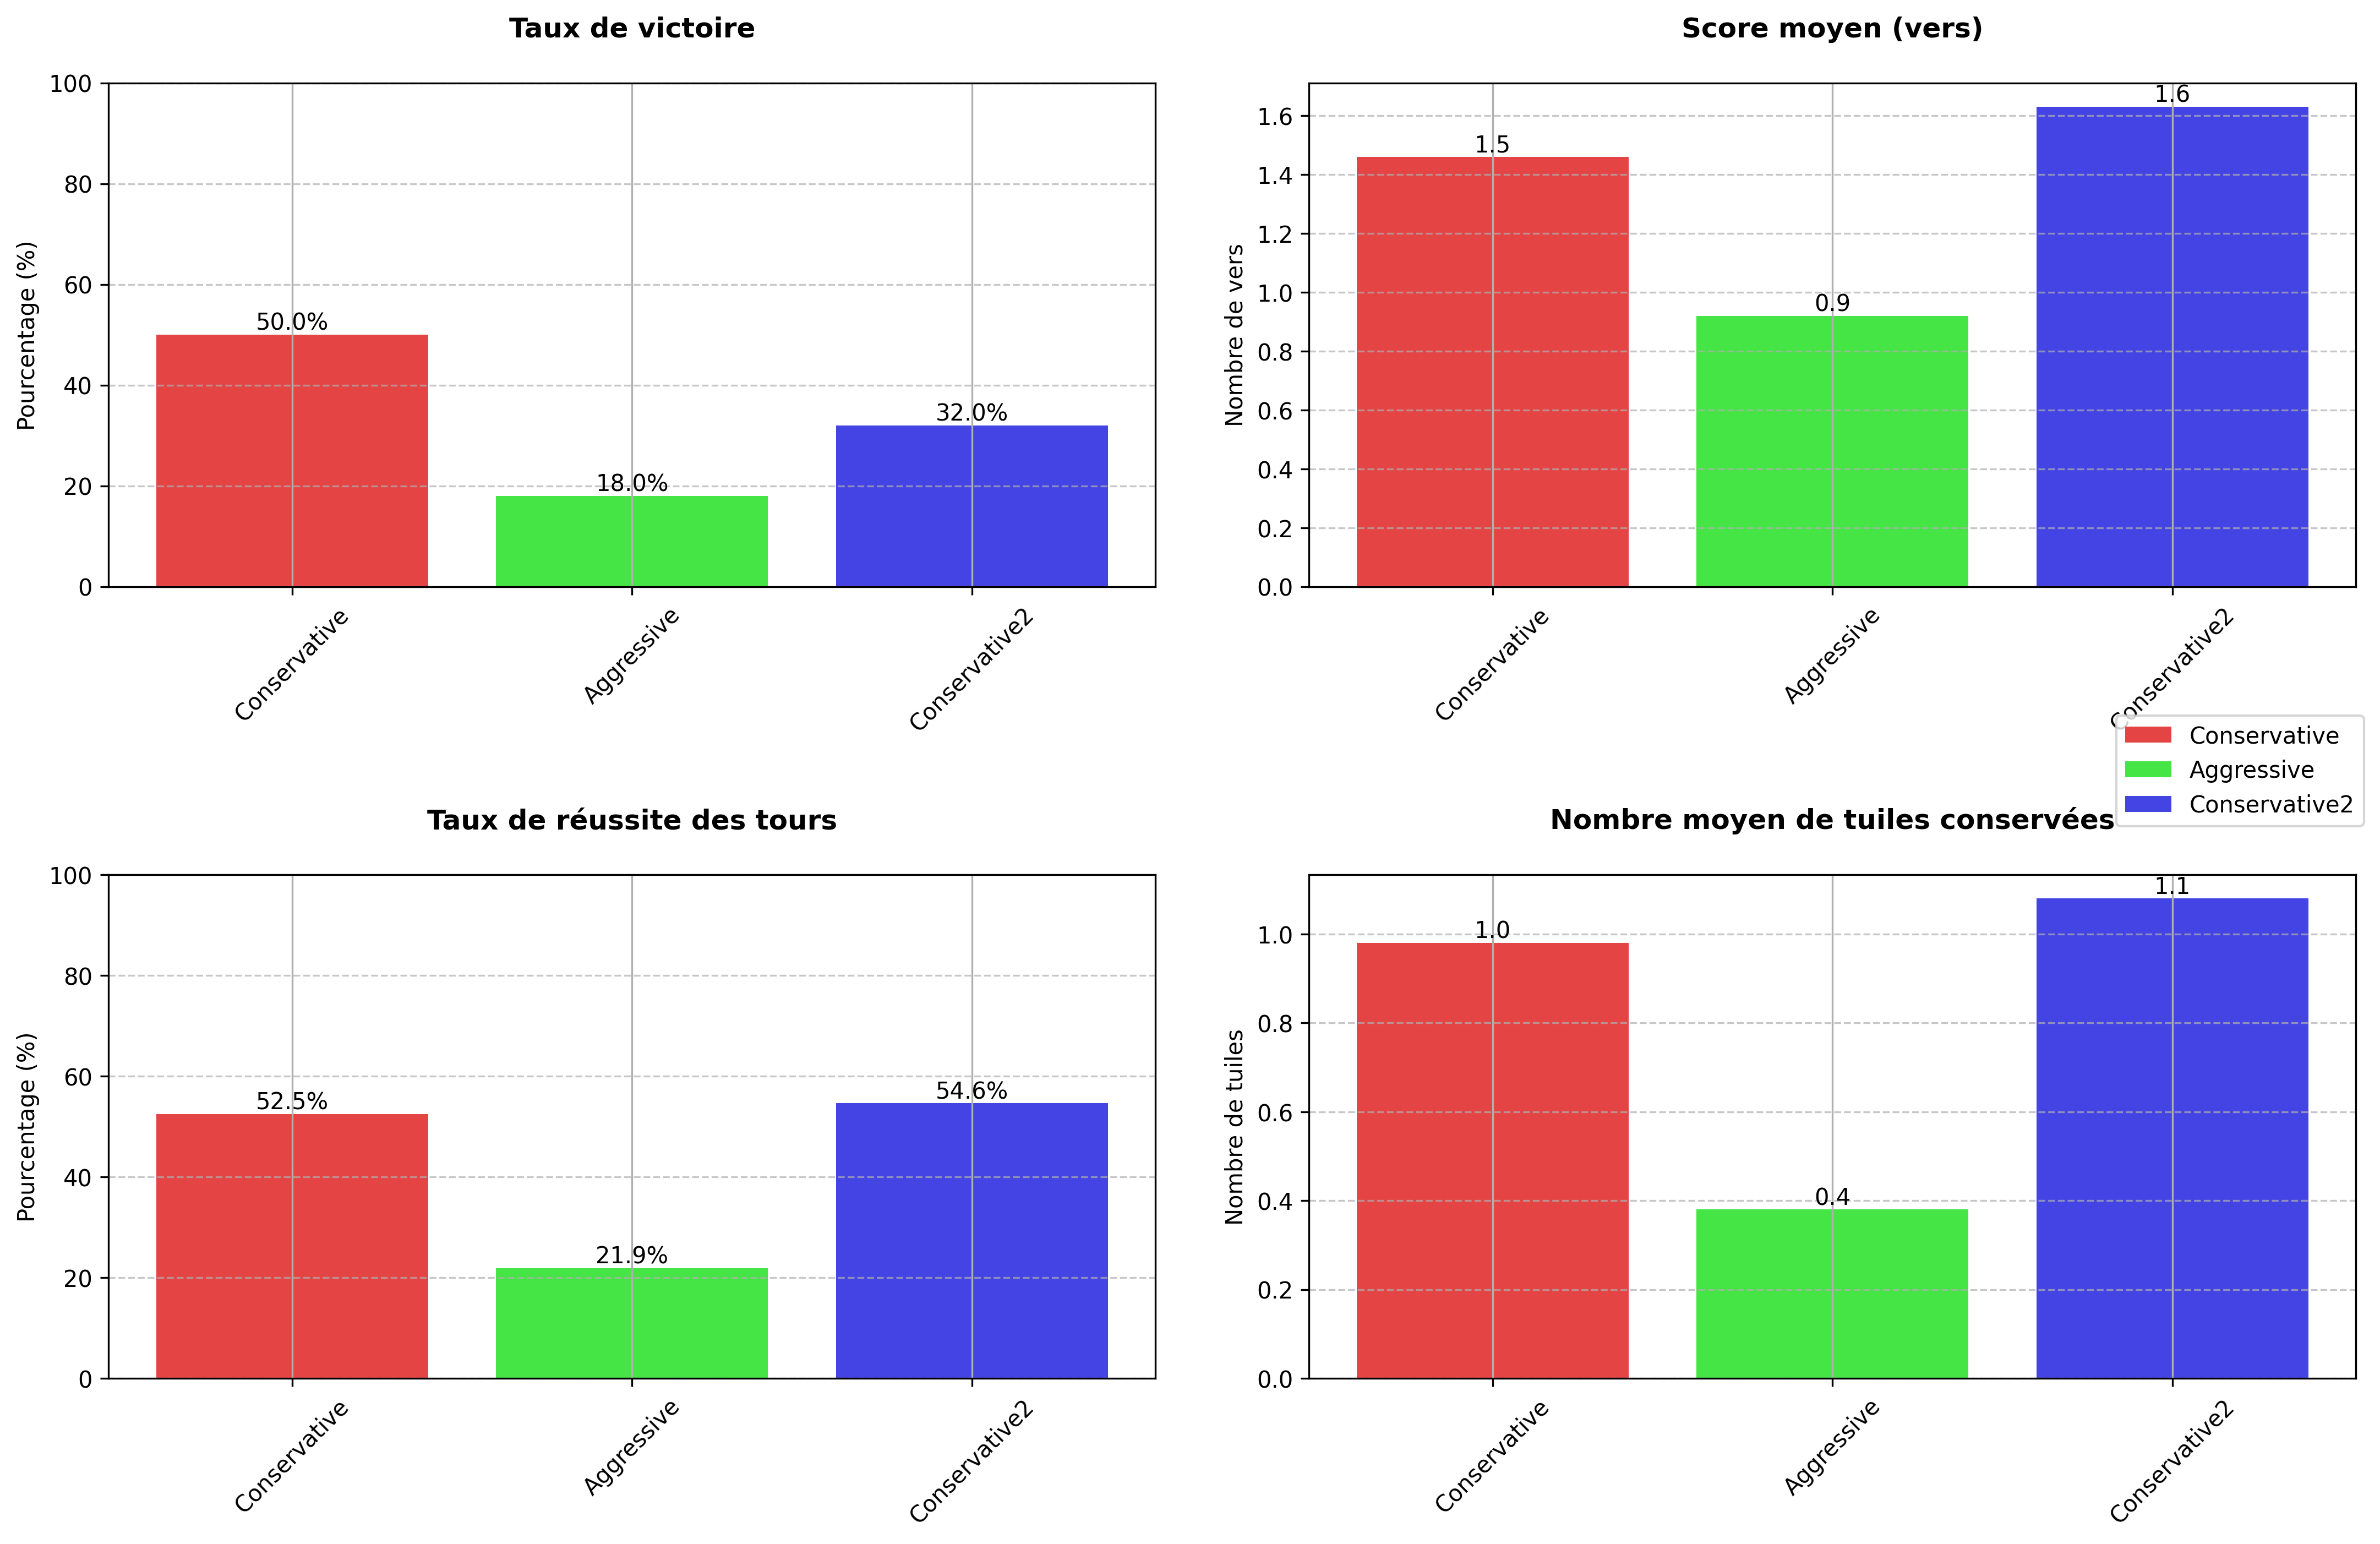 Taux de victoire
Pourcentage (%)
100
80
60
40
20
0
50.0%
18.0%
32.0%
Conservative
Aggressive
Conservative2
Score moyen (vers)
Nombre de vers
1.6
1.4
1.2
1.0
0.8
0.6
0.4
0.2
0.0
1.5
0.9
1.6
Conservative
Aggressive
Conservative2
Conservative
Aggressive
Conservative2
Taux de réussite des tours
Pourcentage (%)
100
80
60
40
20
0
52.5%
21.9%
54.6%
Conservative
Aggressive
Conservative2
Nombre moyen de tuiles conservées
Nombre de tuiles
1.0
0.8
0.6
0.4
0.2
0.0
1.0
0.4
1.1
Conservative
Aggressive
Conservative2